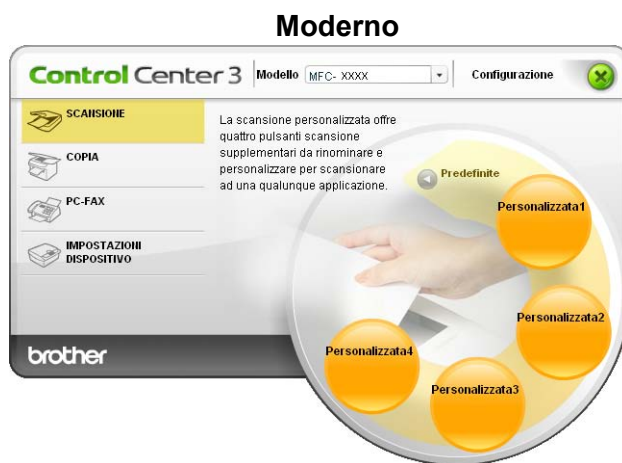 Moderno
Control Center 3 Modello MFC- XXXX Configurazione
SCANSIONE
COPIA
PC-FAX
IMPOSTAZIONI
DISPOSITIVO
La scansione personalizzata offre
quattro pulsanti scansione
supplementari da rinominare e
personalizzare per scansionare
ad una qualunque applicazione.
Predefinite
Personalizzata1
Personalizzata2
Personalizzata3
Personalizzata4
brother